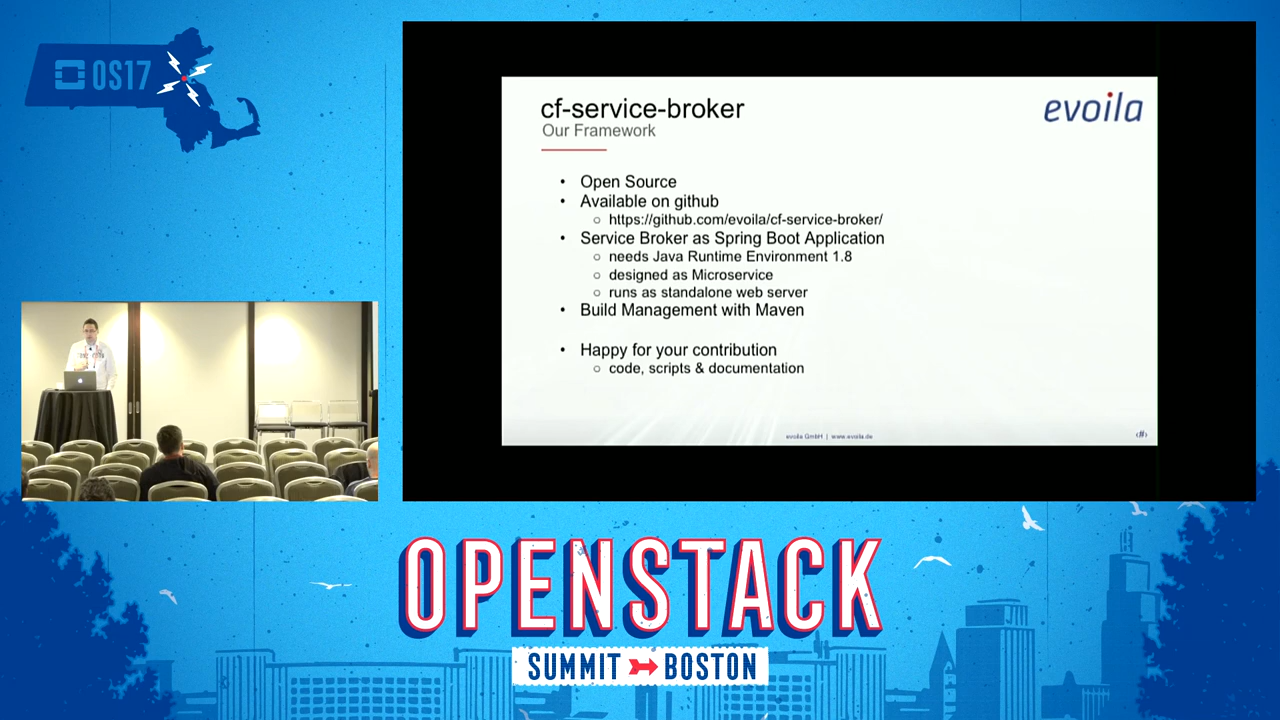 OS17
cf-service-broker
evoila
Our Framework
• Open Source
• Available on github
○ https://github.com/evoila/cf-service-broker/
• Service Broker as Spring Boot Application
○ needs Java Runtime Environment 1.8
○ designed as Microservice
○ runs as standalone web server
• Build Management with Maven
• Happy for your contribution
○ code, scripts & documentation
evoila GmbH | www.evoila.de
‹#›
OPENSTACK
SUMMIT BOSTON